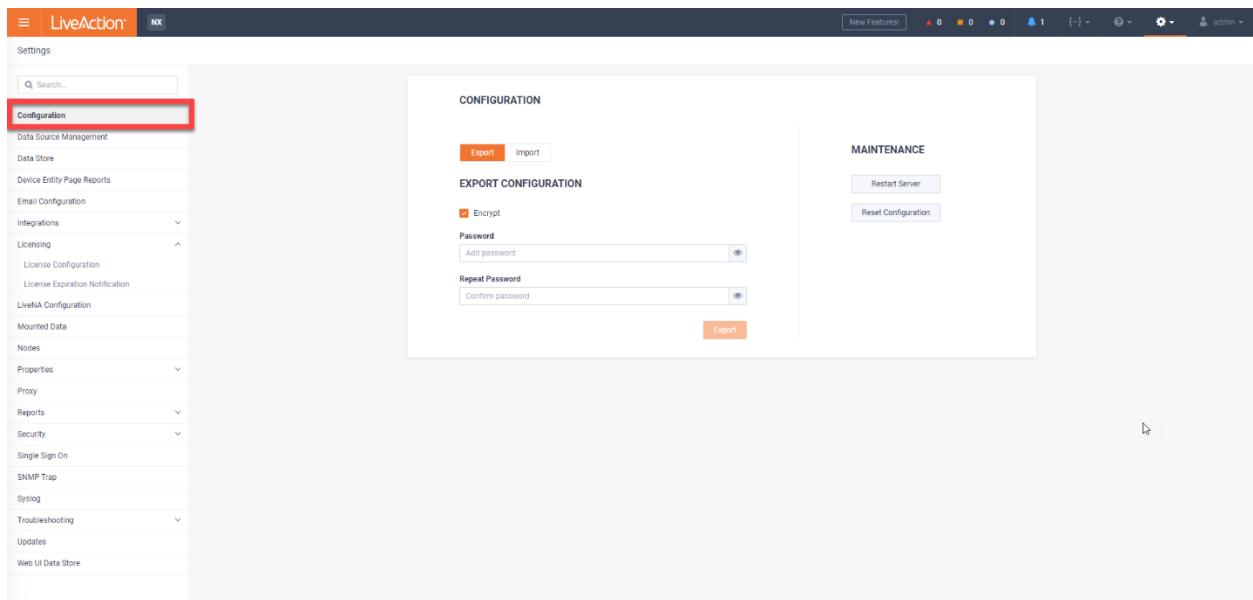 LiveAction NX New Features! 0 0 0 1 {-} admin
Settings
Search...
Configuration
Data Source Management
Data Store
Device Entity Page Reports
Email Configuration
Integrations
Licensing
License Configuration
License Expiration Notification
LiveNA Configuration
Mounted Data
Nodes
Properties
Proxy
Reports
Security
Single Sign On
SNMP Trap
Syslog
Troubleshooting
Updates
Web UI Data Store
CONFIGURATION
Export Import
EXPORT CONFIGURATION
Encrypt
Password
Add password
Repeat Password
Confirm password
Export
MAINTENANCE
Restart Server
Reset Configuration